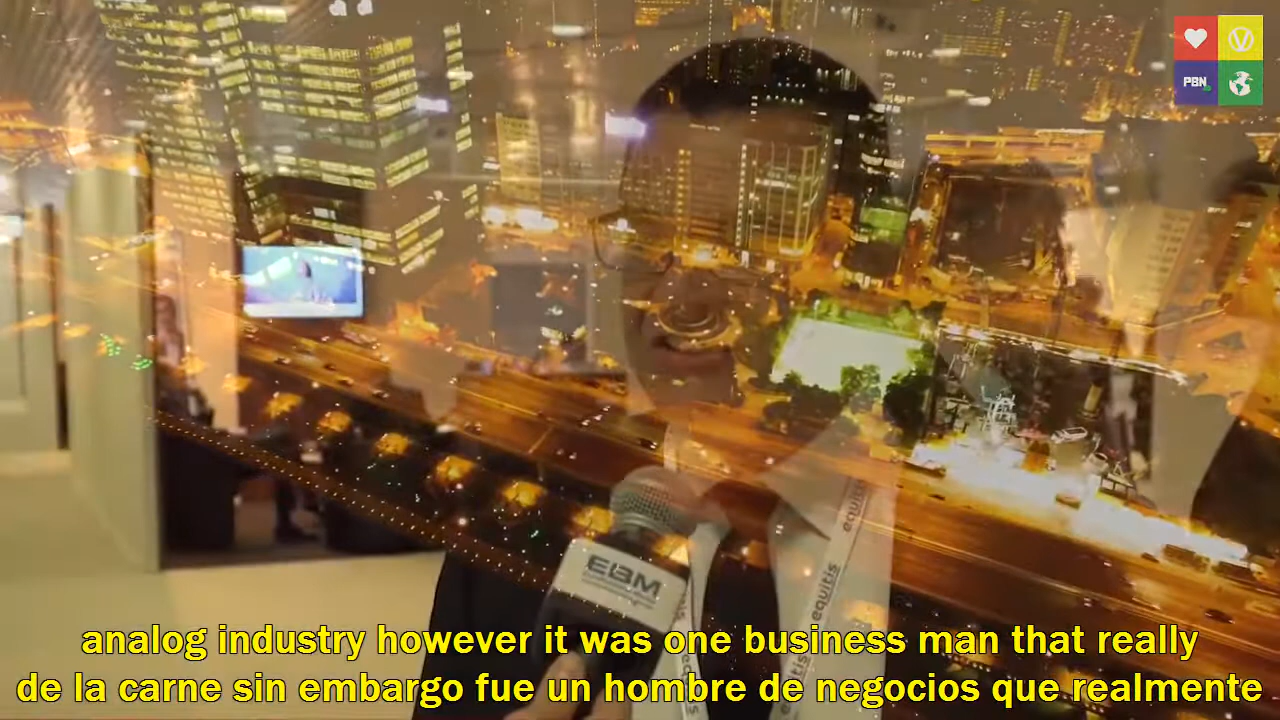 PBN
EBM
equitis
equitis
analog industry however it was one business man that really
de la carne sin embargo fue un hombre de negocios que realmente